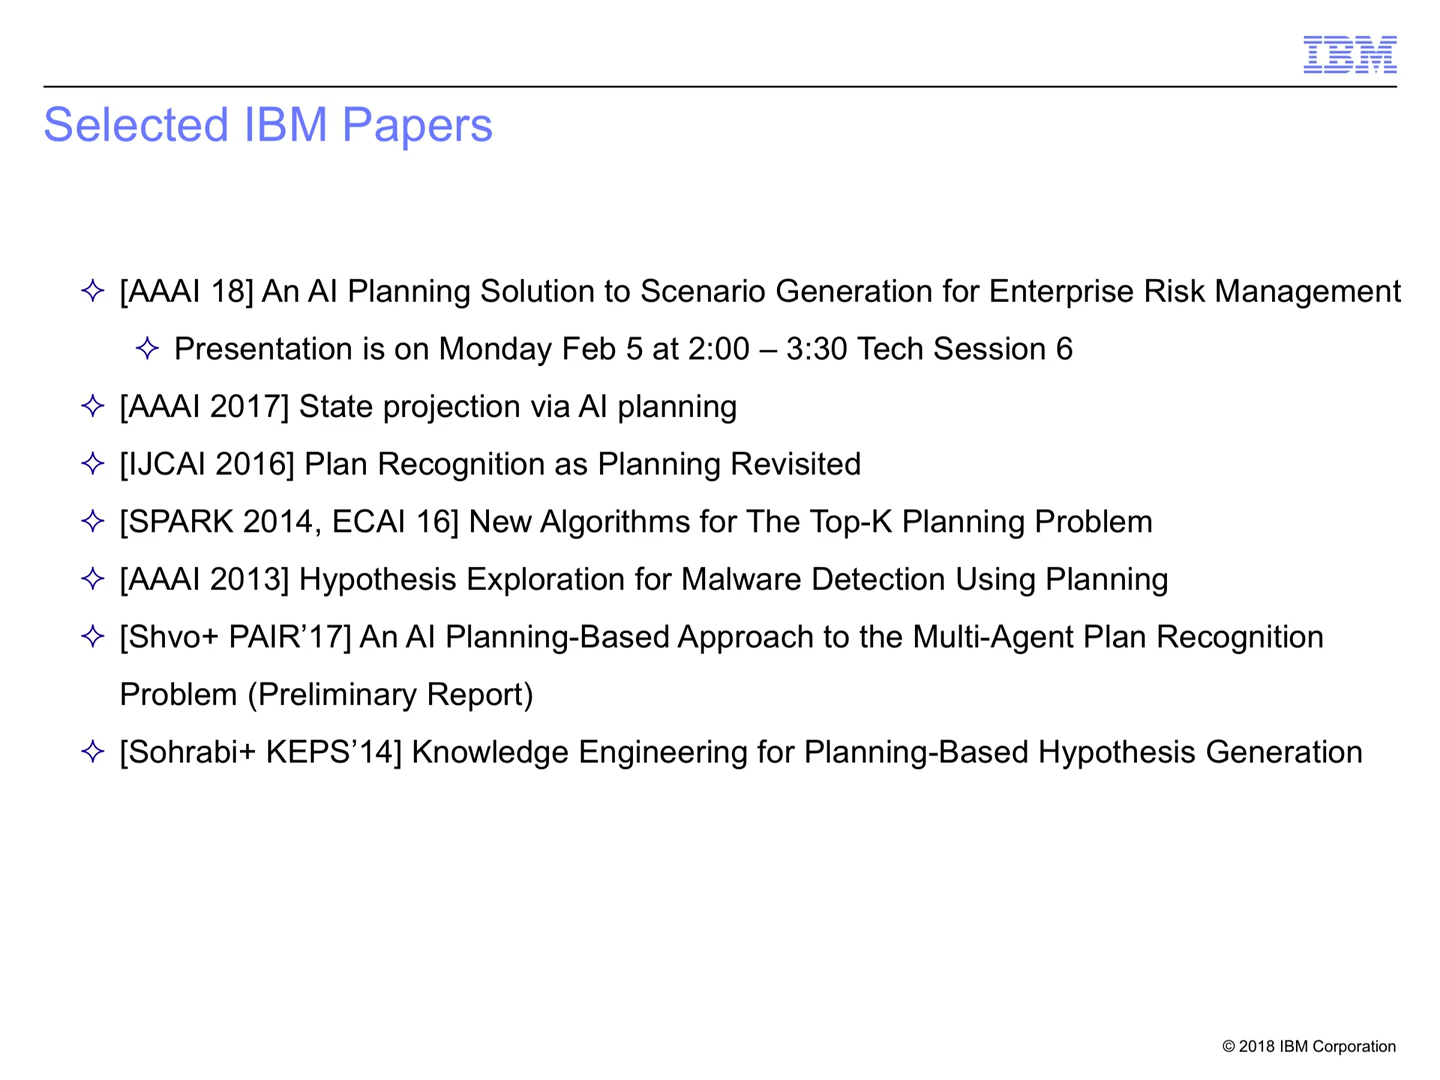 IBM
Selected IBM Papers
✧ [AAAI 18] An AI Planning Solution to Scenario Generation for Enterprise Risk Management
✧ Presentation is on Monday Feb 5 at 2:00 – 3:30 Tech Session 6
✧ [AAAI 2017] State projection via AI planning
✧ [IJCAI 2016] Plan Recognition as Planning Revisited
✧ [SPARK 2014, ECAI 16] New Algorithms for The Top-K Planning Problem
✧ [AAAI 2013] Hypothesis Exploration for Malware Detection Using Planning
✧ [Shvo+ PAIR’17] An AI Planning-Based Approach to the Multi-Agent Plan Recognition
Problem (Preliminary Report)
✧ [Sohrabi+ KEPS’14] Knowledge Engineering for Planning-Based Hypothesis Generation
© 2018 IBM Corporation